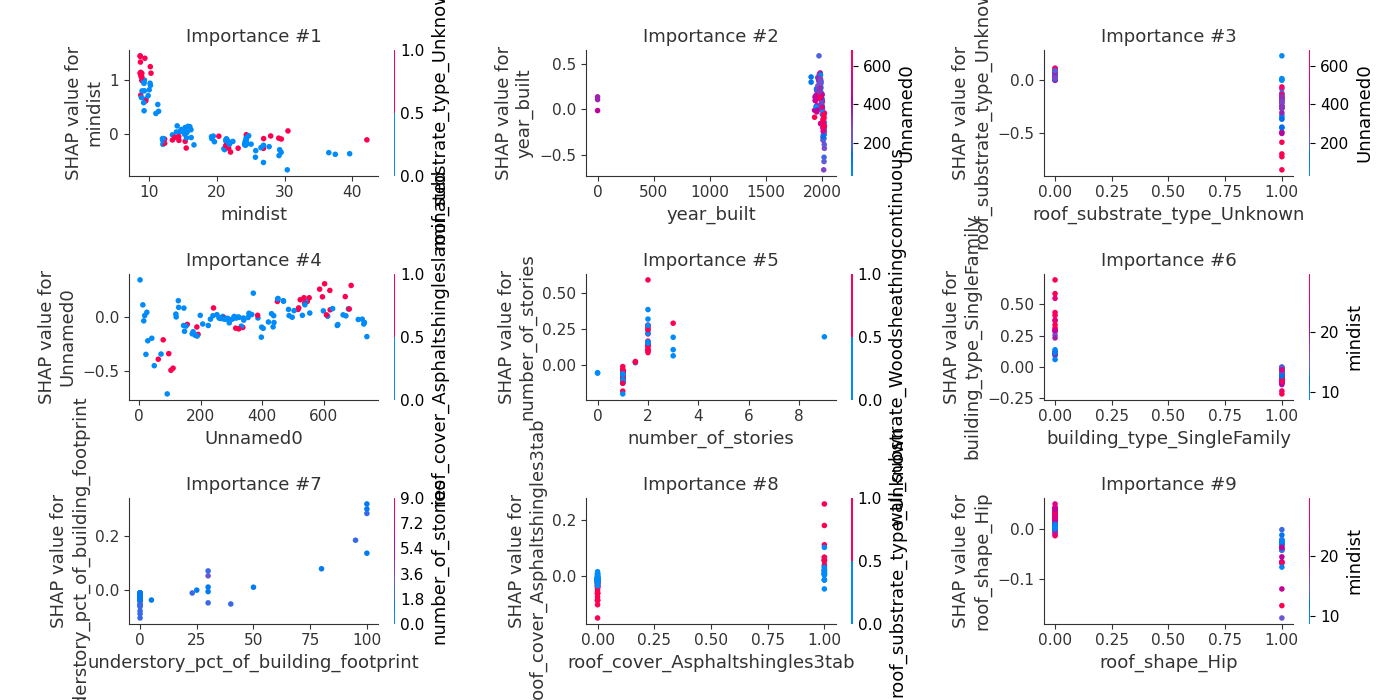 Importance #1
SHAP value for
mindist
1
0
10
20
30
40
mindist
1.0
0.5
0.0
Importance #2
SHAP value for
year_built
0.5
0.0
−0.5
0
500
1000
1500
2000
year_built
600
400
200
Unnamed0
Importance #3
SHAP value for
roof_substrate_type_Unknow
0.0
−0.5
0.00
0.25
0.50
0.75
1.00
roof_substrate_type_Unknown
600
400
200
Unnamed0
Importance #4
SHAP value for
Unnamed0
0.0
−0.5
0
200
400
600
Unnamed0
1.0
0.5
0.0
Importance #5
SHAP value for
number_of_stories
0.50
0.25
0.00
0
2
4
6
8
number_of_stories
1.0
0.5
0.0
Importance #6
SHAP value for
building_type_SingleFamily
0.50
0.25
0.00
−0.25
0.00
0.25
0.50
0.75
1.00
building_type_SingleFamily
20
10
mindist
Importance #7
SHAP value for
derstory_pct_of_building_footprint
0.2
0.0
0
25
50
75
100
understory_pct_of_building_footprint
9.0
7.2
5.4
3.6
1.8
0.0
number_of_stories
Importance #8
SHAP value for
oof_cover_Asphaltshingles3tab
0.2
0.0
0.00
0.25
0.50
0.75
1.00
roof_cover_Asphaltshingles3tab
1.0
0.5
0.0
Importance #9
SHAP value for
roof_shape_Hip
0.0
−0.1
0.00
0.25
0.50
0.75
1.00
roof_shape_Hip
20
10
mindist